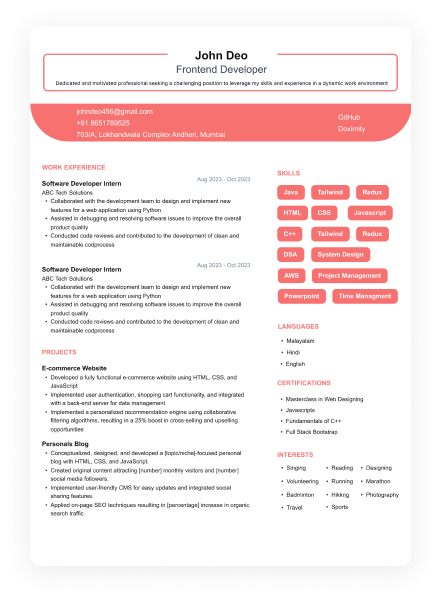 John Deo
Frontend Developer
Dedicated and motivated professional seeking a challenging position to leverage my skills and experience in a dynamic work environment
johndeo456@gmail.com
+91 8651789525
703/A, Lokhandwala Complex Andheri, Mumbai
GitHub
Doximity
WORK EXPERIENCE
Aug 2023 - Oct 2023
Software Developer Intern
ABC Tech Solutions
• Collaborated with the development team to design and implement new
features for a web application using Python
• Assisted in debugging and resolving software issues to improve the overall
product quality
• Conducted code reviews and contributed to the development of clean and
maintainable codprocess
Aug 2023 - Oct 2023
Software Developer Intern
ABC Tech Solutions
• Collaborated with the development team to design and implement new
features for a web application using Python
• Assisted in debugging and resolving software issues to improve the overall
product quality
• Conducted code reviews and contributed to the development of clean and
maintainable codprocess
PROJECTS
E-commerce Website
• Developed a fully functional e-commerce website using HTML, CSS, and
JavaScript
• Implemented user authentication, shopping cart functionality, and integrated
with a back-end server for data management
• Implemented a personalized recommendation engine using collaborative
filtering algorithms, resulting in a 25% boost in cross-selling and upselling
opportunities
Personals Blog
• Conceptualized, designed, and developed a [topic/niche]-focused personal
blog with HTML, CSS, and JavaScript.
• Created original content attracting [number] monthly visitors and [number]
social media followers.
• Implemented user-friendly CMS for easy updates and integrated social
sharing features.
• Applied on-page SEO techniques resulting in [percentage] increase in organic
search traffic.
SKILLS
Java Tailwind Redux
HTML CSS Javascript
C++ Tailwind Redux
DSA System Design
AWS Project Management
Powerpoint Time Managment
LANGUAGES
• Malayalam
• Hindi
• English
CERTIFICATIONS
• Masterclass in Web Designing
• Javascripts
• Fundamentals of C++
• Full Stack Bootstrap
INTERESTS
• Singing • Reading • Designing
• Volunteering • Running • Marathon
• Badminton • Hikking • Photography
• Travel • Sports